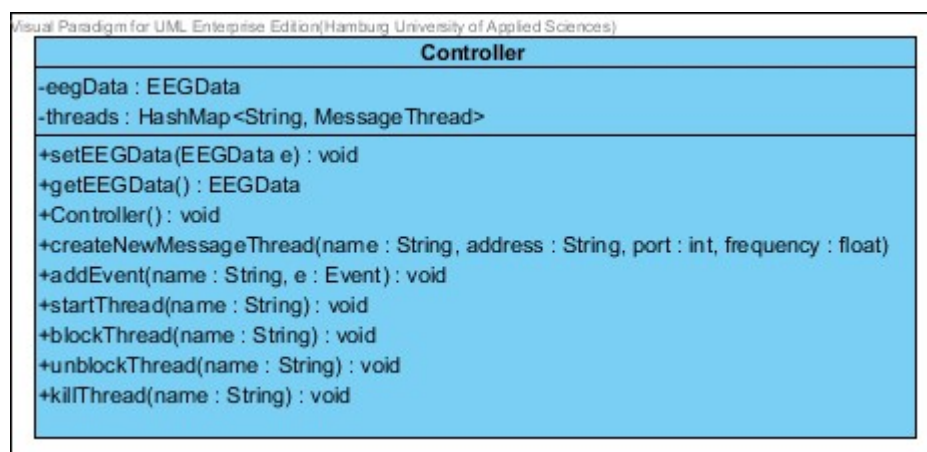 Visual Paradigm for UML Enterprise Edition(Hamburg University of Applied Sciences)
Controller
-eegData : EEGData
-threads : HashMap<String, MessageThread>
+setEEGData(EEGData e) : void
+getEEGData() : EEGData
+Controller() : void
+createNewMessageThread(name : String, address : String, port : int, frequency : float)
+addEvent(name : String, e : Event) : void
+startThread(name : String) : void
+blockThread(name : String) : void
+unblockThread(name : String) : void
+killThread(name : String) : void